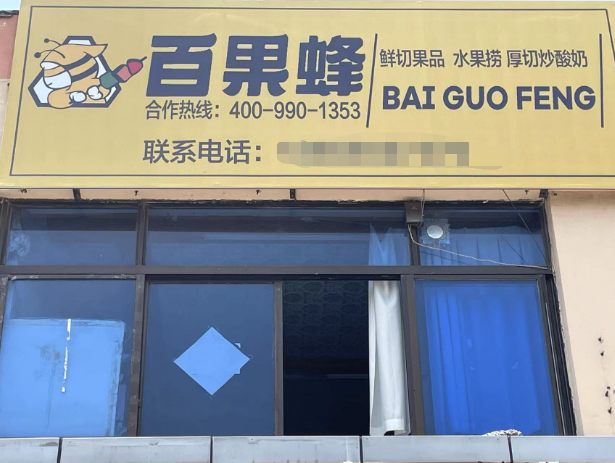 百果蜂
鲜切果品 水果捞 厚切炒酸奶
BAI GUO FENG
合作热线：400-990-1353
联系电话：